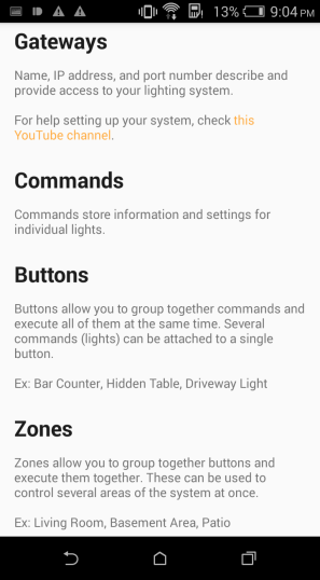 13% 9:04 PM
Gateways
Name, IP address, and port number describe and
provide access to your lighting system.
For help setting up your system, check this
YouTube channel.
Commands
Commands store information and settings for
individual lights.
Buttons
Buttons allow you to group together commands and
execute all of them at the same time. Several
commands (lights) can be attached to a single
button.
Ex: Bar Counter, Hidden Table, Driveway Light
Zones
Zones allow you to group together buttons and
execute them together. These can be used to
control several areas of the system at once.
Ex: Living Room, Basement Area, Patio